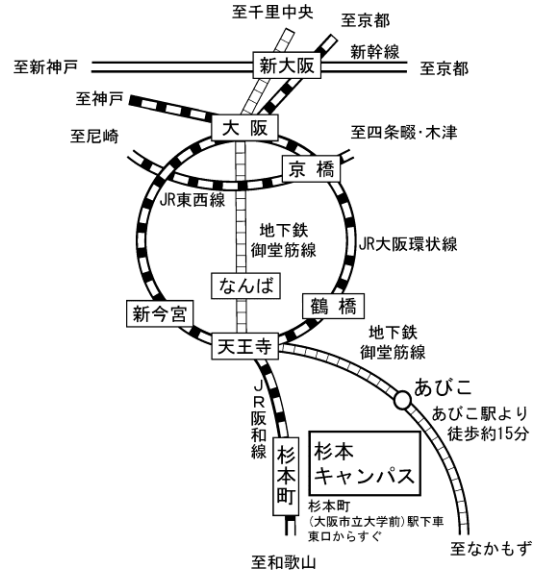 至千里中央
至京都
新幹線
至新神戸
新大阪
至京都
至神戸
大阪
至尼崎
至四条畷・木津
京橋
JR東西線
地下鉄
御堂筋線
JR大阪環状線
なんば
新今宮
鶴橋
天王寺
地下鉄
御堂筋線
JR阪和線
あびこ
あびこ駅より
徒歩約15分
杉本町
杉本
キャンパス
杉本町
(大阪市立大学前)駅下車
東口からすぐ
至なかもず
至和歌山